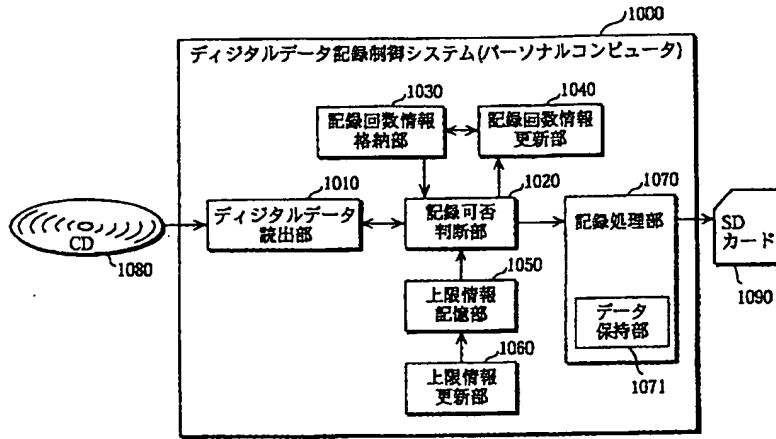 1000
ディジタルデータ記録制御システム(パーソナルコンピュータ)
1030
記録回数情報
格納部
1040
記録回数情報
更新部
1010
ディジタルデータ
読出部
1020
記録可否
判断部
1070
記録処理部
CD
1080
SD
カード
1090
1050
上限情報
記憶部
データ
保持部
1071
1060
上限情報
更新部